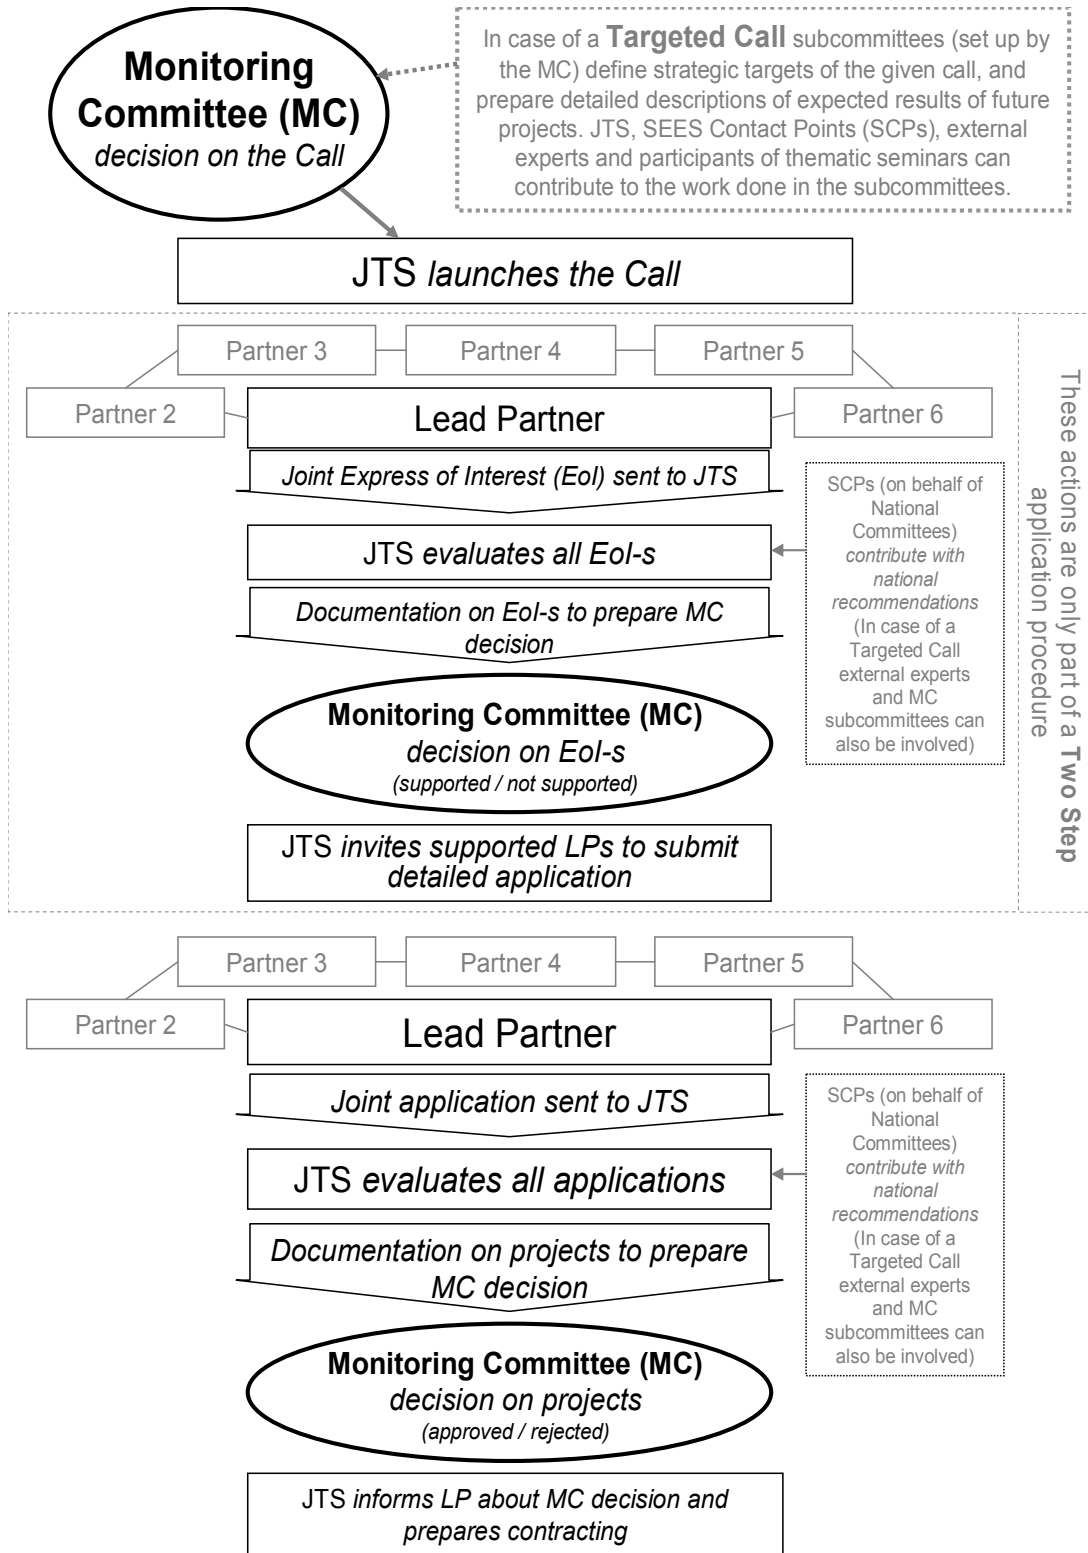 Monitoring
Committee (MC)
decision on the Call
In case of a Targeted Call subcommittees (set up by
the MC) define strategic targets of the given call, and
prepare detailed descriptions of expected results of future
projects. JTS, SEES Contact Points (SCPs), external
experts and participants of thematic seminars can
contribute to the work done in the subcommittees.
JTS launches the Call
Partner 3
Partner 4
Partner 5
Partner 2
Lead Partner
Partner 6
Joint Express of Interest (EoI) sent to JTS
JTS evaluates all EoI-s
Documentation on EoI-s to prepare MC
decision
Monitoring Committee (MC)
decision on EoI-s
(supported / not supported)
JTS invites supported LPs to submit
detailed application
SCPs (on behalf of
National
Committees)
contribute with
national
recommendations
(In case of a
Targeted Call
external experts
and MC
subcommittees can
also be involved)
These actions are only part of a Two Step
application procedure
Partner 3
Partner 4
Partner 5
Partner 2
Lead Partner
Partner 6
Joint application sent to JTS
JTS evaluates all applications
Documentation on projects to prepare
MC decision
Monitoring Committee (MC)
decision on projects
(approved / rejected)
JTS informs LP about MC decision and
prepares contracting
SCPs (on behalf of
National
Committees)
contribute with
national
recommendations
(In case of a
Targeted Call
external experts
and MC
subcommittees can
also be involved)